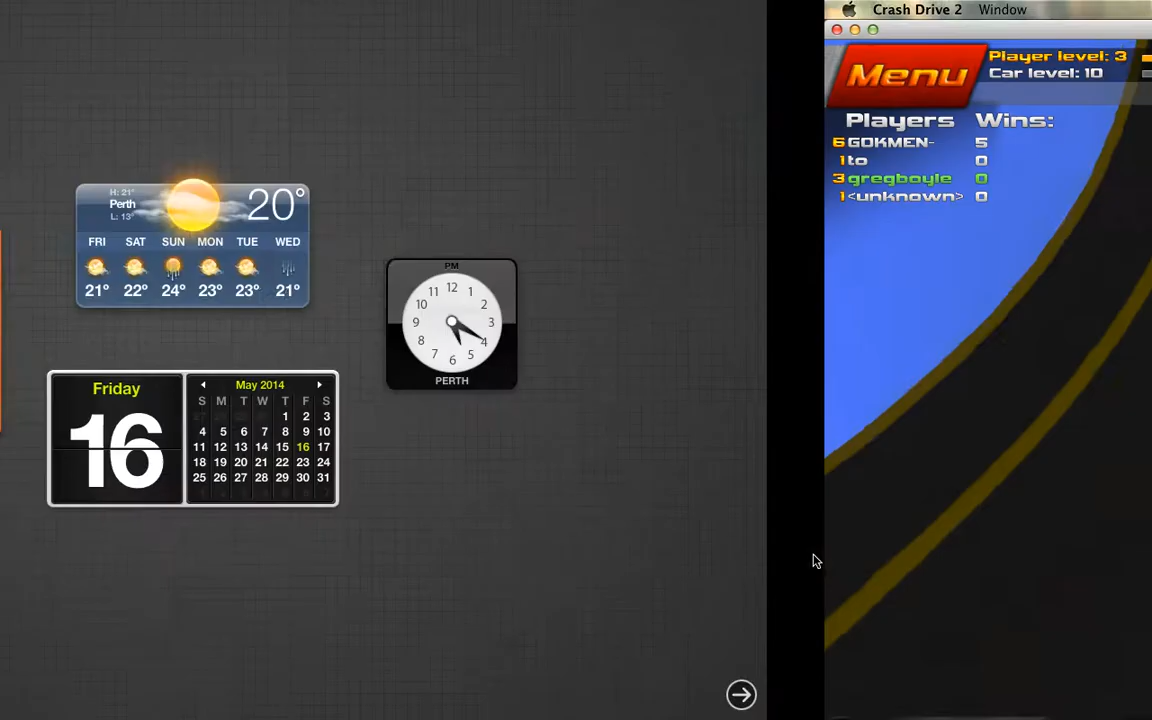 H: 21°
Perth
L: 13°
20°
FRI SAT SUN MON TUE WED
21° 22° 24° 23° 23° 21°
PM
12
11 1
10 2
9 3
8 4
7 5
6
PERTH
Friday
16
May 2014
S M T W T F S
1 2 3
4 5 6 7 8 9 10
11 12 13 14 15 16 17
18 19 20 21 22 23 24
25 26 27 28 29 30 31
Crash Drive 2 Window
Menu
Player level: 3
Car level: 10
Players Wins:
6 GOKMEN- 5
1 to 0
3 gregboyle 0
1 <unknown> 0